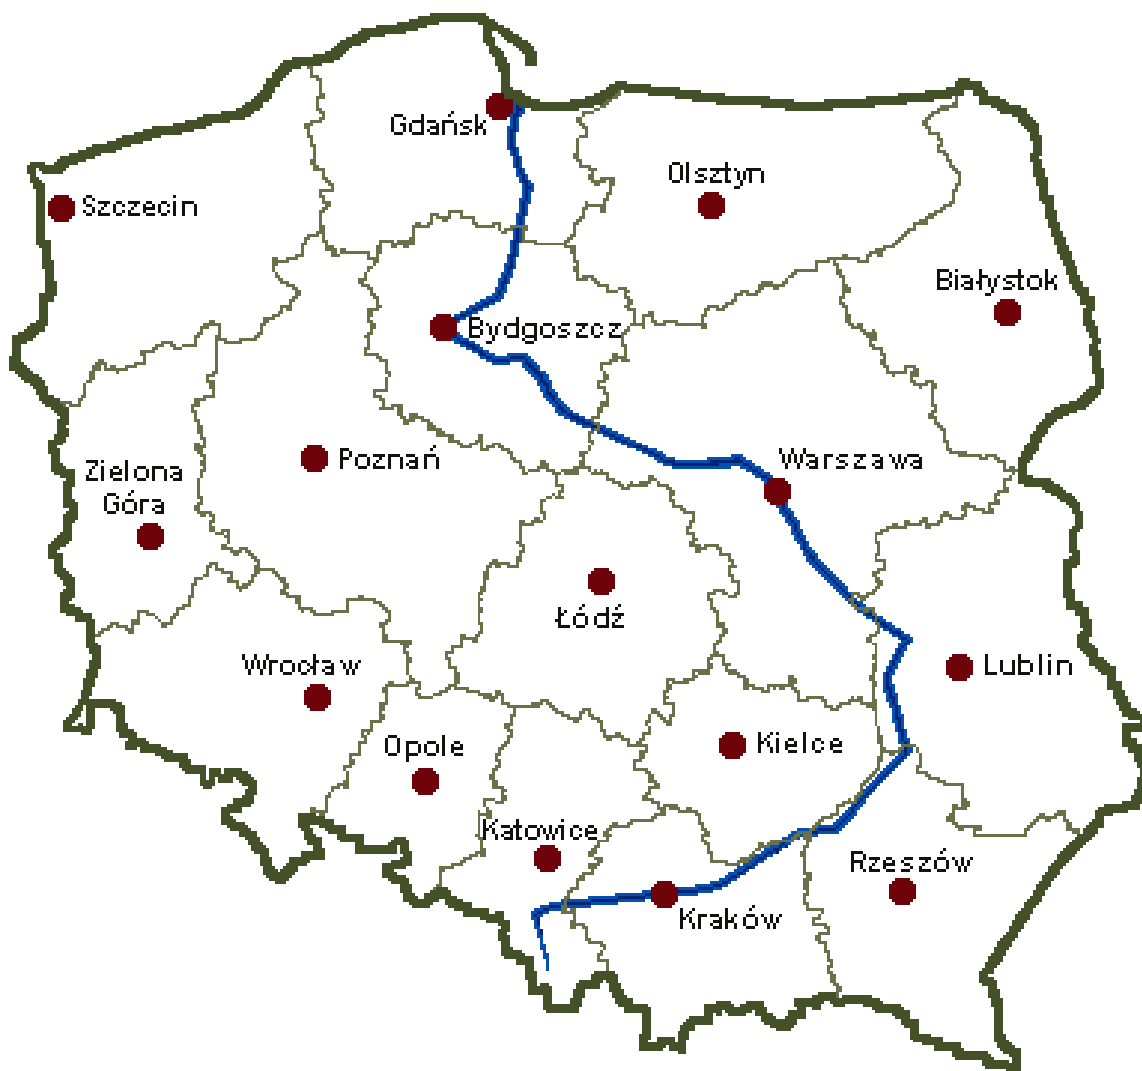 Gdańsk
Olsztyn
Szczecin
Białystok
Bydgoszcz
Poznań
Warszawa
Zielona
Góra
Łódź
Wrocław
Lublin
Opole
Kielce
Katowice
Rzeszów
Kraków